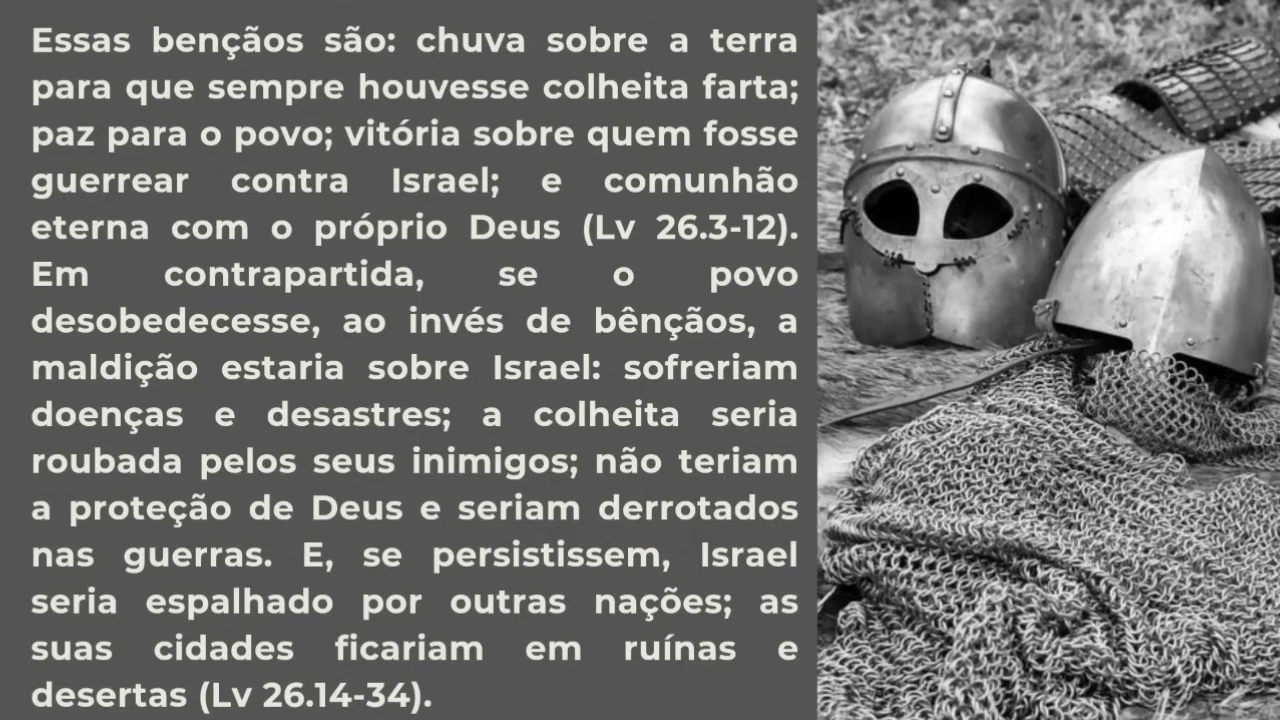 Essas bençãos são: chuva sobre a terra
para que sempre houvesse colheita farta;
paz para o povo; vitória sobre quem fosse
guerrear contra Israel; e comunhão
eterna com o próprio Deus (Lv 26.3-12).
Em contrapartida, se o povo
desobedecesse, ao invés de bênçãos, a
maldição estaria sobre Israel: sofreriam
doenças e desastres; a colheita seria
roubada pelos seus inimigos; não teriam
a proteção de Deus e seriam derrotados
nas guerras. E, se persistissem, Israel
seria espalhado por outras nações; as
suas cidades ficariam em ruínas e
desertas (Lv 26.14-34).